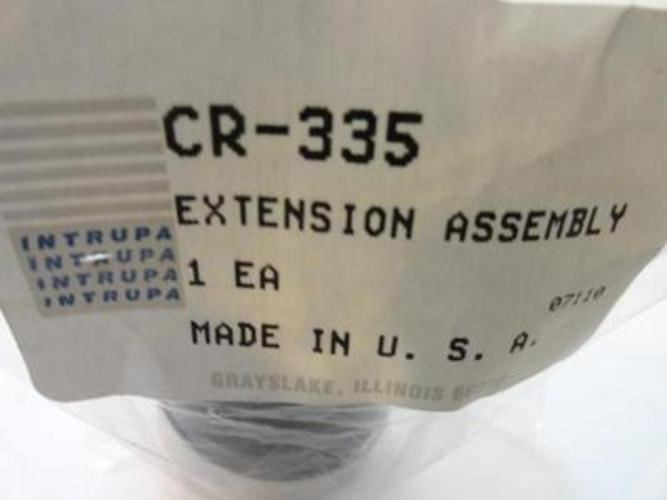 CR-335
EXTENSION ASSEMBLY
INTRUPA
INTRUPA
INTRUPA
INTRUPA
1 EA
07110
MADE IN U. S. A.
GRAYSLAKE, ILLINOIS